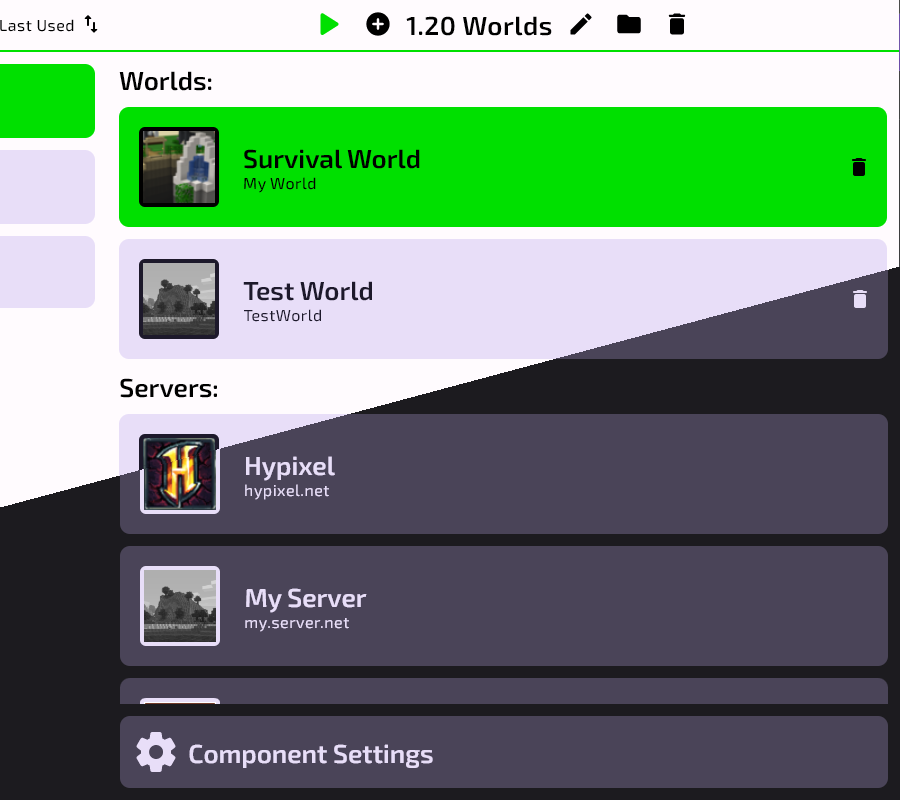 Last Used
1.20 Worlds
Worlds:
Survival World
My World
Test World
TestWorld
Servers:
Hypixel
hypixel.net
My Server
my.server.net
Component Settings